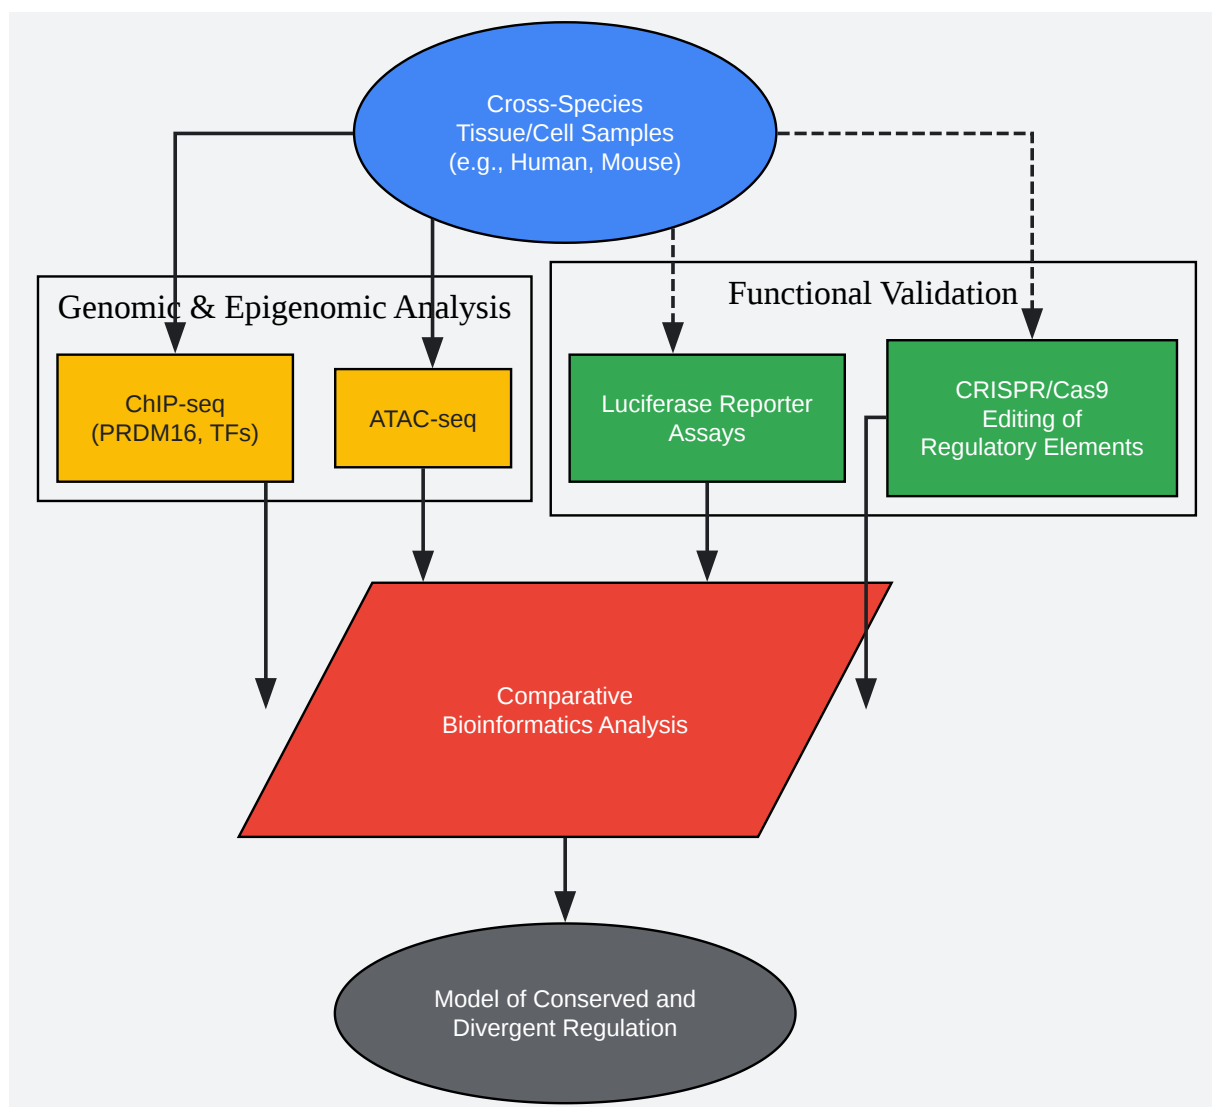 Cross-Species
Tissue/Cell Samples
(e.g., Human, Mouse)
Genomic & Epigenomic Analysis
Functional Validation
ChIP-seq
(PRDM16, TFs)
ATAC-seq
Luciferase Reporter
Assays
CRISPR/Cas9
Editing of
Regulatory Elements
Comparative
Bioinformatics Analysis
Model of Conserved and
Divergent Regulation